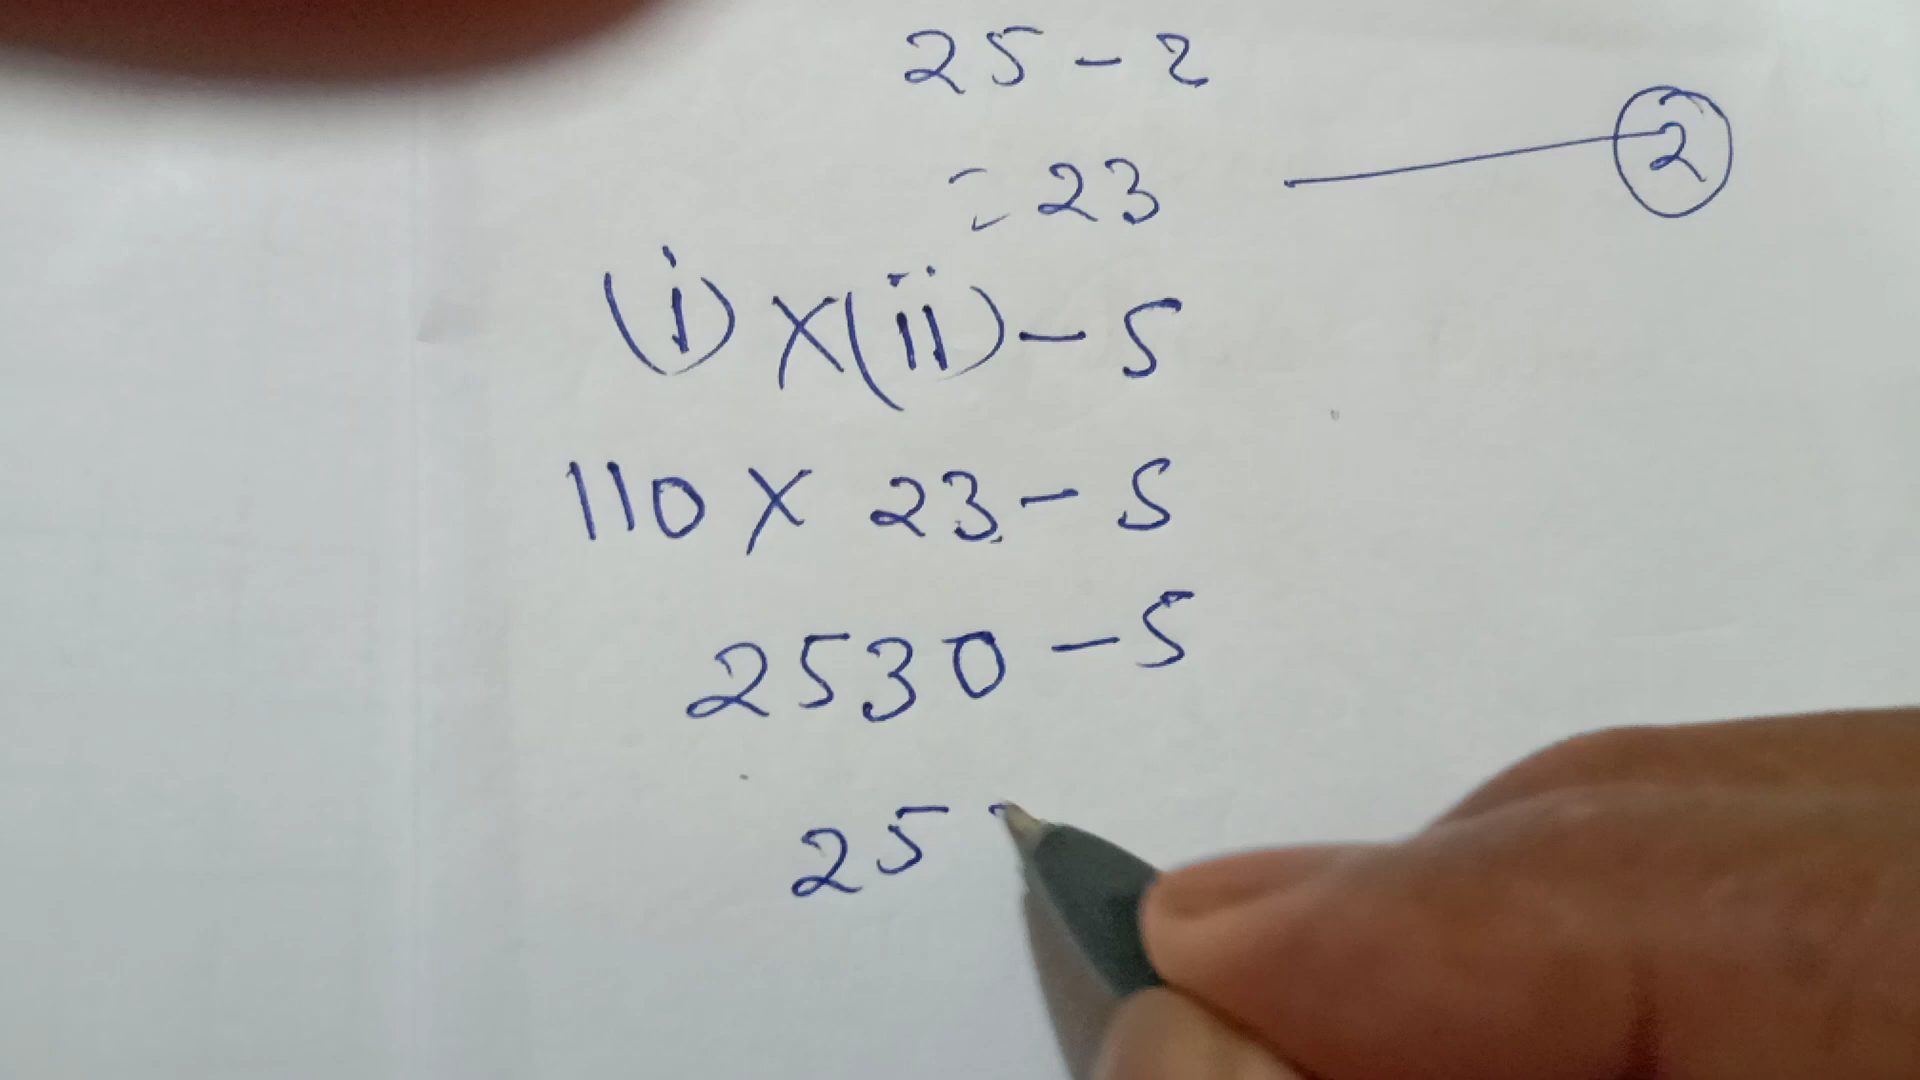 25-2
=23 — 2
(i) X (ii) - 5
110 X 23 - 5
2530 - 5
25